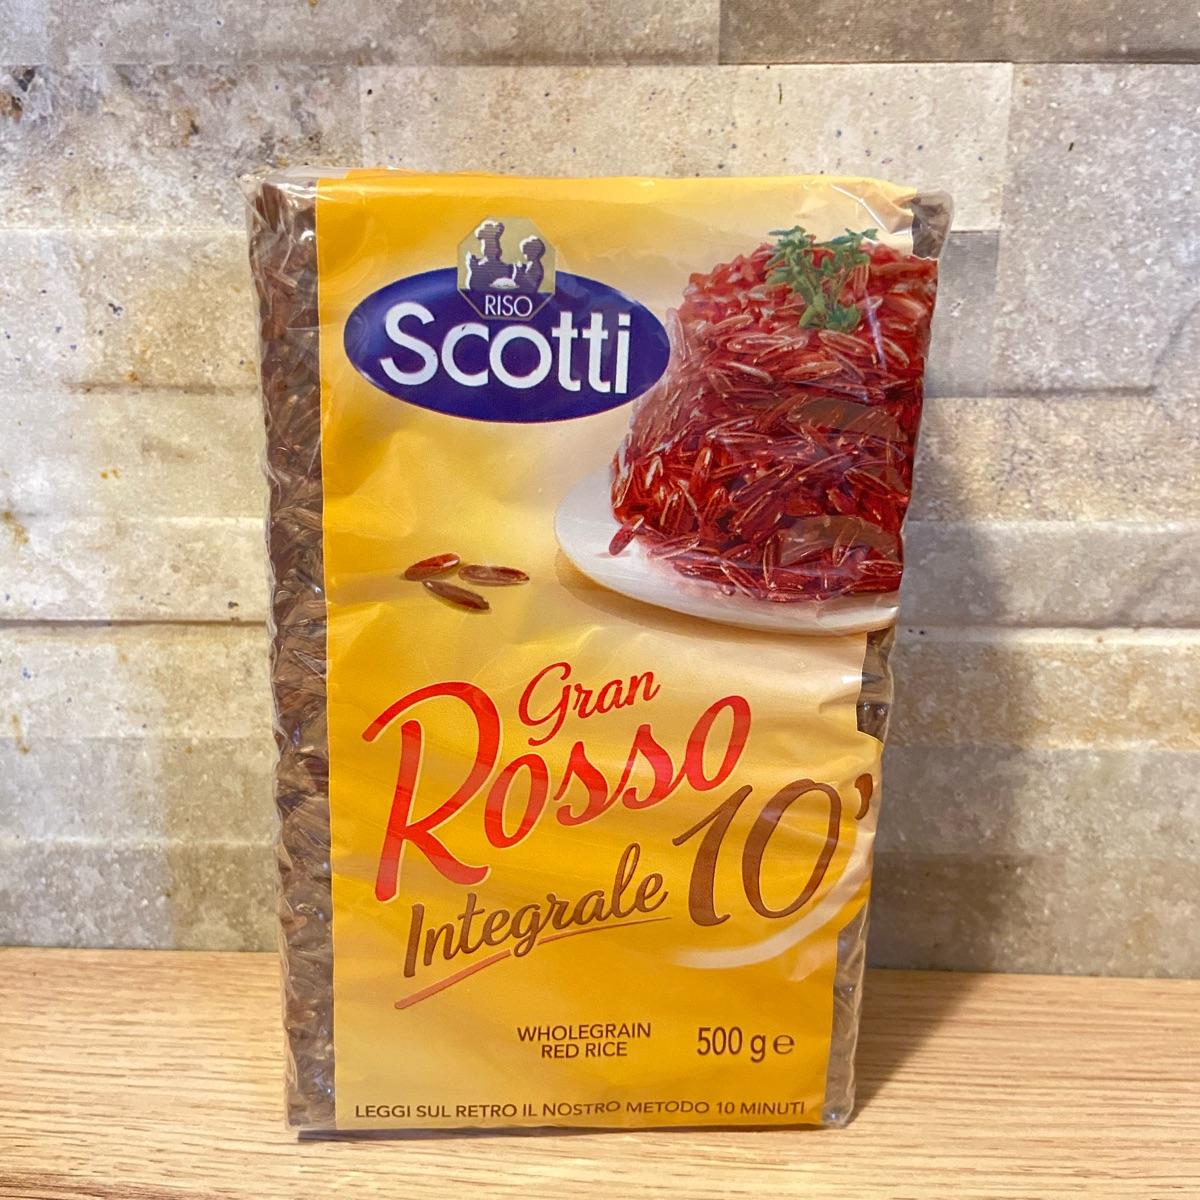 RISO
Scotti
Gran
Rosso
Integrale 10'
WHOLEGRAIN
RED RICE
500 g e
LEGGI SUL RETRO IL NOSTRO METODO 10 MINUTI